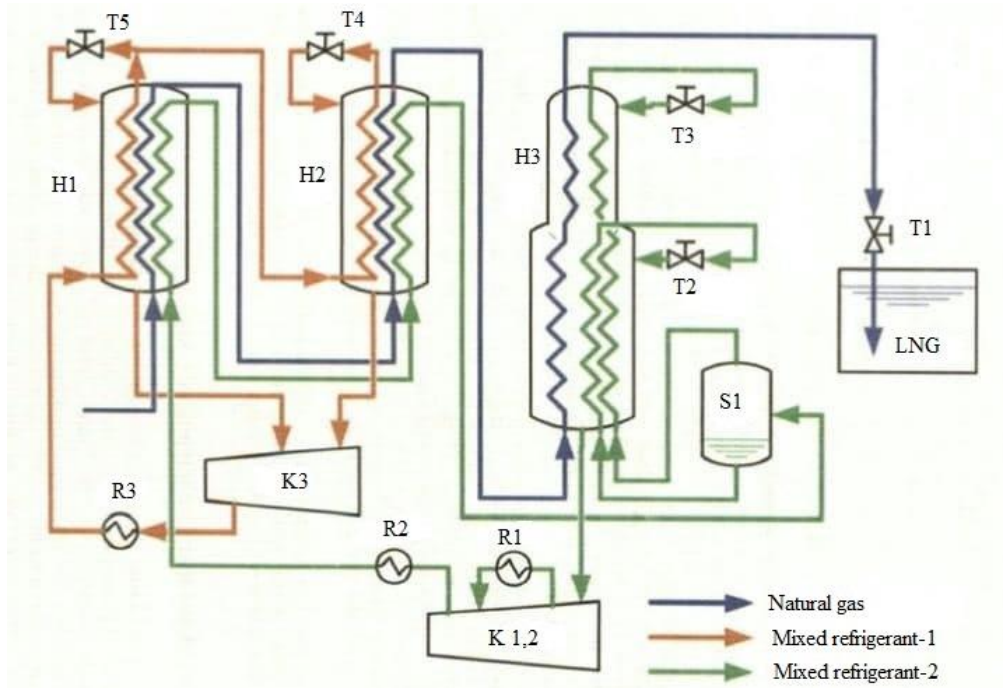 T5
T4
T3
H1
H2
H3
T1
T2
LNG
S1
K3
R3
R2
R1
K 1,2
Natural gas
Mixed refrigerant-1
Mixed refrigerant-2